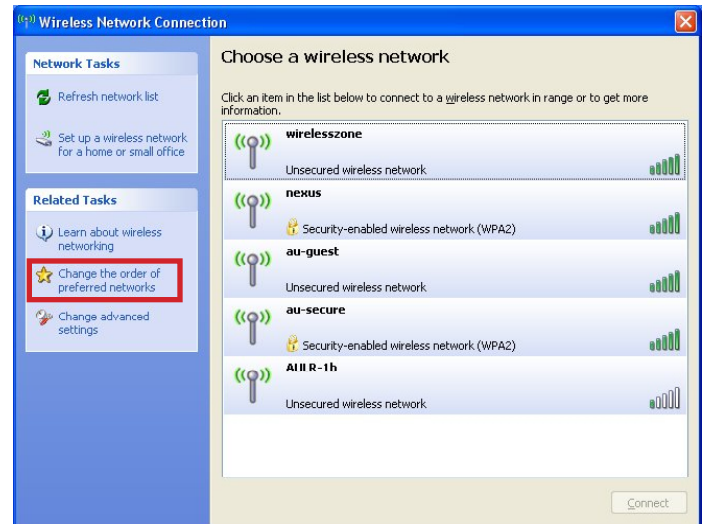 Wireless Network Connection
Network Tasks
Refresh network list
Set up a wireless network
for a home or small office
Related Tasks
Learn about wireless
networking
Change the order of
preferred networks
Change advanced
settings
Choose a wireless network
Click an item in the list below to connect to a wireless network in range or to get more
information.
wirelesszone
Unsecured wireless network
nexus
Security-enabled wireless network (WPA2)
au-guest
Unsecured wireless network
au-secure
Security-enabled wireless network (WPA2)
Unsecured wireless network
Connect